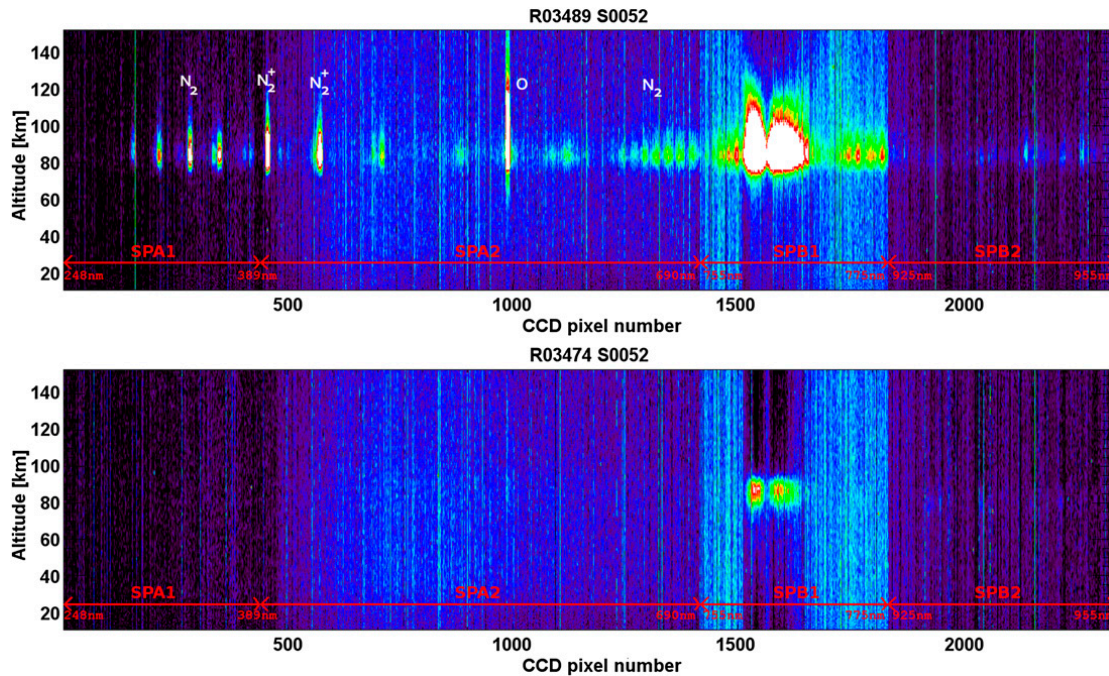 R03489 S0052
Altitude [km]
140
120
100
80
60
40
20
N2
N2+
N2+
O
N2
SPA1
SPA2
SPB1
SPB2
248nm
389nm
690nm
755nm
775nm
925nm
955nm
500
1000
1500
2000
CCD pixel number
R03474 S0052
Altitude [km]
140
120
100
80
60
40
20
SPA1
SPA2
SPB1
SPB2
248nm
389nm
690nm
755nm
775nm
925nm
955nm
500
1000
1500
2000
CCD pixel number